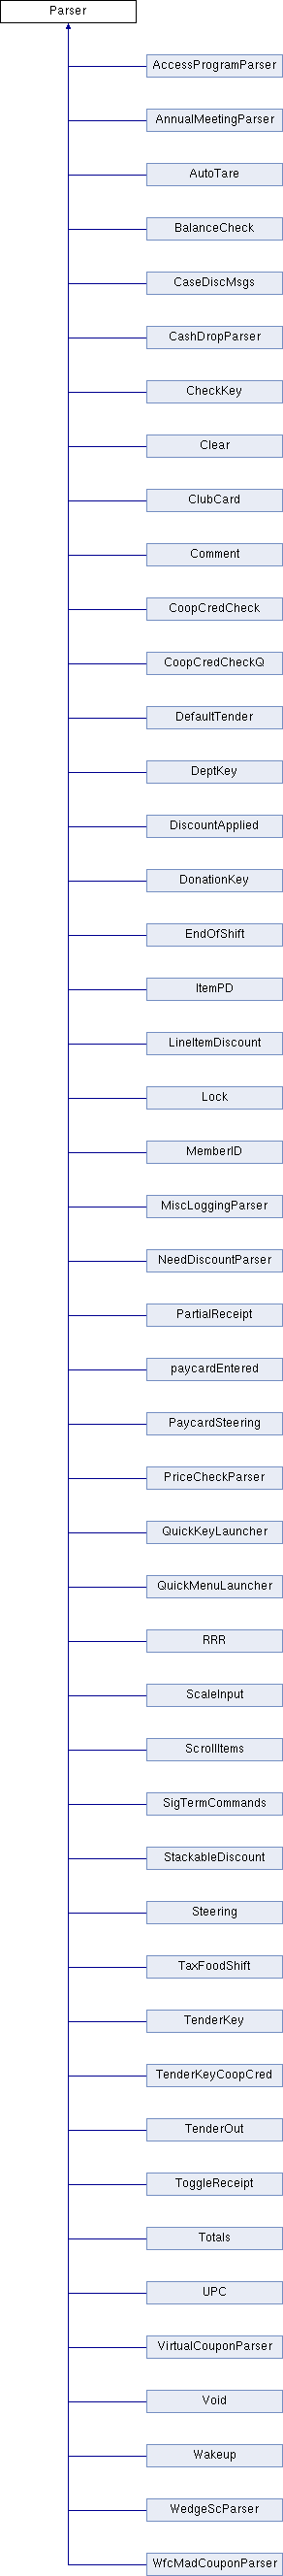 Parser
AccessProgramParser
AnnualMeetingParser
AutoTare
BalanceCheck
CaseDiscMsgs
CashDropParser
CheckKey
Clear
ClubCard
Comment
CoopCredCheck
CoopCredCheckQ
DefaultTender
DeptKey
DiscountApplied
DonationKey
EndOfShift
ItemPD
LineItemDiscount
Lock
MemberID
MiscLoggingParser
NeedDiscountParser
PartialReceipt
paycardEntered
PaycardSteering
PriceCheckParser
QuickKeyLauncher
QuickMenuLauncher
RRR
ScaleInput
ScrollItems
SigTermCommands
StackableDiscount
Steering
TaxFoodShift
TenderKey
TenderKeyCoopCred
TenderOut
ToggleReceipt
Totals
UPC
VirtualCouponParser
Void
Wakeup
WedgeScParser
WfcMadCouponParser